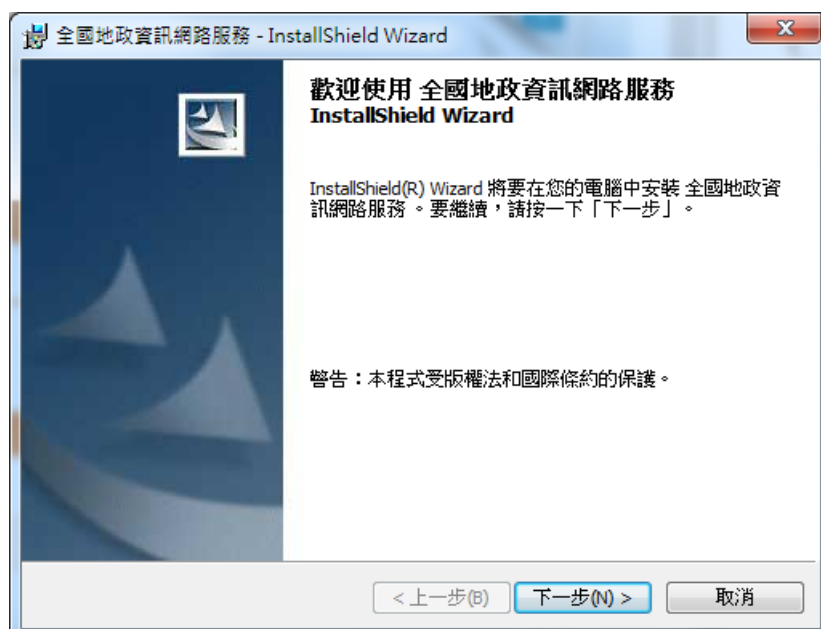 全國地政資訊網路服務 - InstallShield Wizard
歡迎使用 全國地政資訊網路服務
InstallShield Wizard
InstallShield(R) Wizard 將要在您的電腦中安裝 全國地政資
訊網路服務 。要繼續，請按一下「下一步」。
警告：本程式受版權法和國際條約的保護。
< 上一步(B)
下一步(N) >
取消